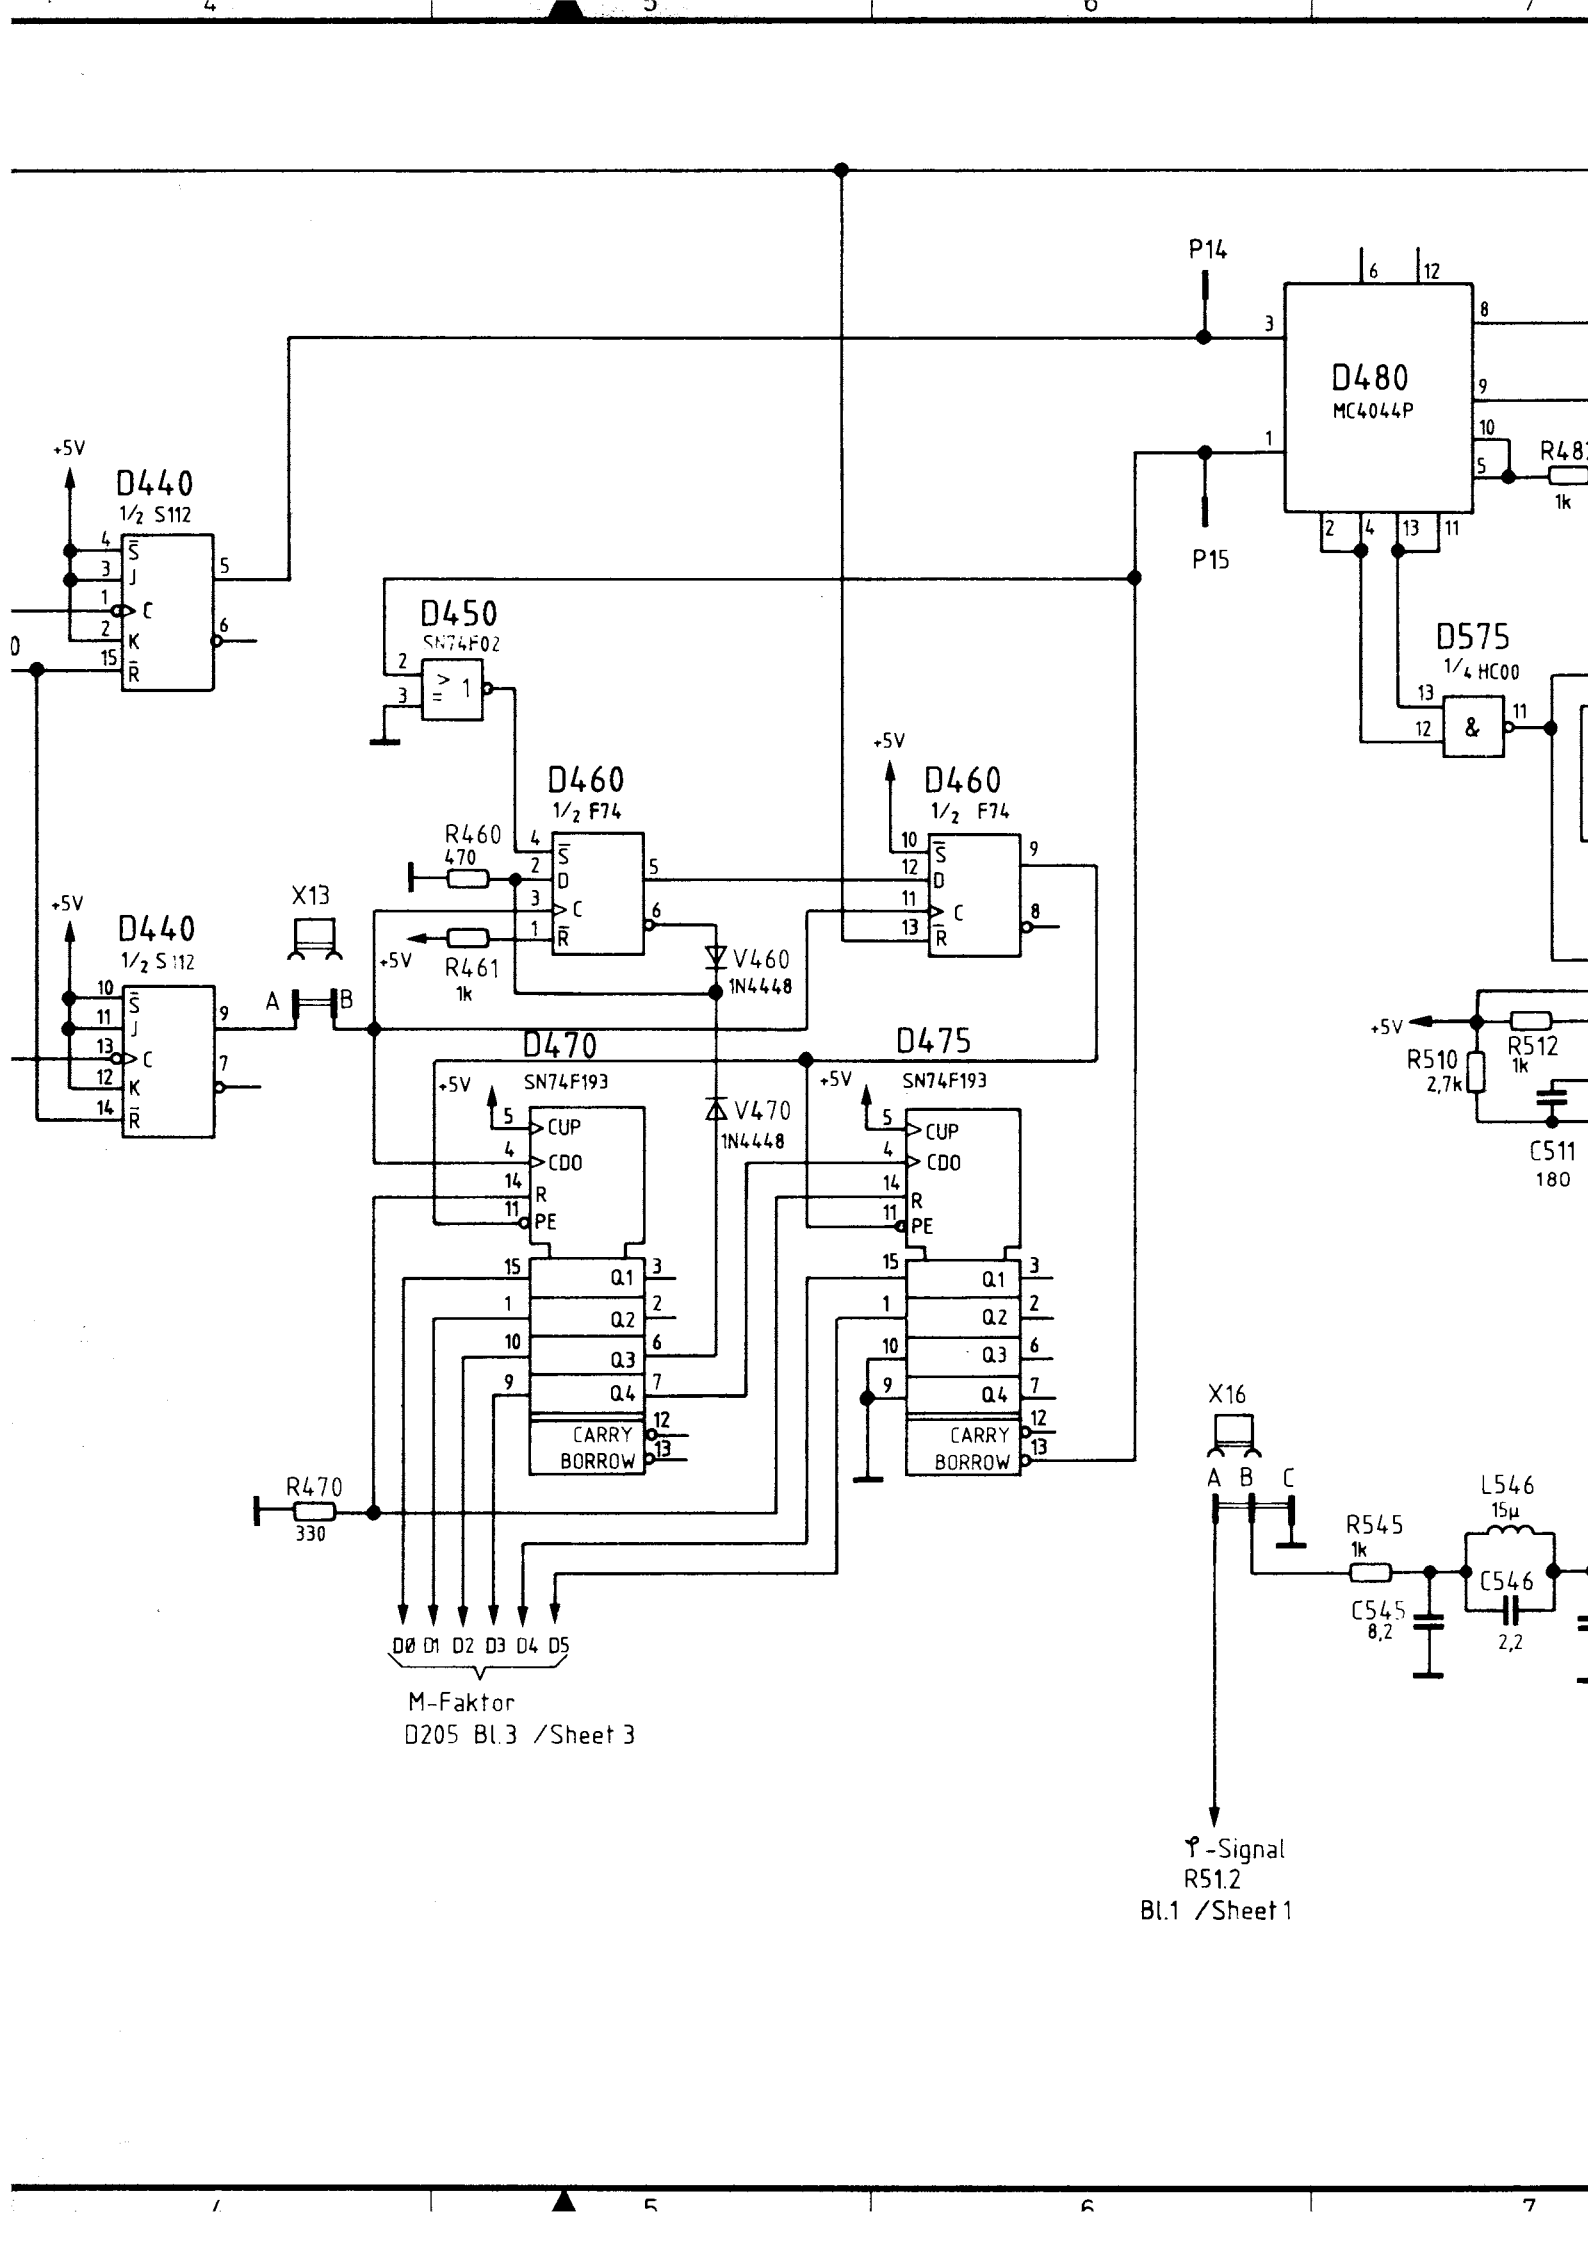 4 5 6 7
P14
6 12
3 8
D480
MC4044P
9
10
1
5
R48
1k
2 4 13 11
P15
+5V
D440
1/2 S112
4 S̅
3 J 5
1 C
2 K 6
15 R̅
0
D450
SN74F02
2
3
> = 1
D575
1/4 HC00
13
12
&
11
+5V
D460
1/2 F74
D460
1/2 F74
R460
470
4 S̅
2 D 5
3 C
1 R̅ 6
10 S̅ 9
12 D
11 C
13 R̅ 8
+5V
R461
1k
V460
1N4448
X13
A B
+5V
D440
1/2 S112
10 S̅
11 J 9
13 C
12 K 7
14 R̅
+5V
R510
2,7k
R512
1k
C511
180
D470
SN74F193
D475
SN74F193
+5V
+5V
V470
1N4448
5 CUP
4 CDO
14 R
11 PE
15 Q1 3
1 Q2 2
10 Q3 6
9 Q4 7
CARRY 12
BORROW 13
5 CUP
4 CDO
14 R
11 PE
15 Q1 3
1 Q2 2
10 Q3 6
9 Q4 7
CARRY 12
BORROW 13
R470
330
X16
A B C
R545
1k
L546
15µ
C546
2,2
C545
8,2
D0 D1 D2 D3 D4 D5
M-Faktor
D205 Bl.3 /Sheet 3
φ-Signal
R51.2
Bl.1 /Sheet 1
5 6 7